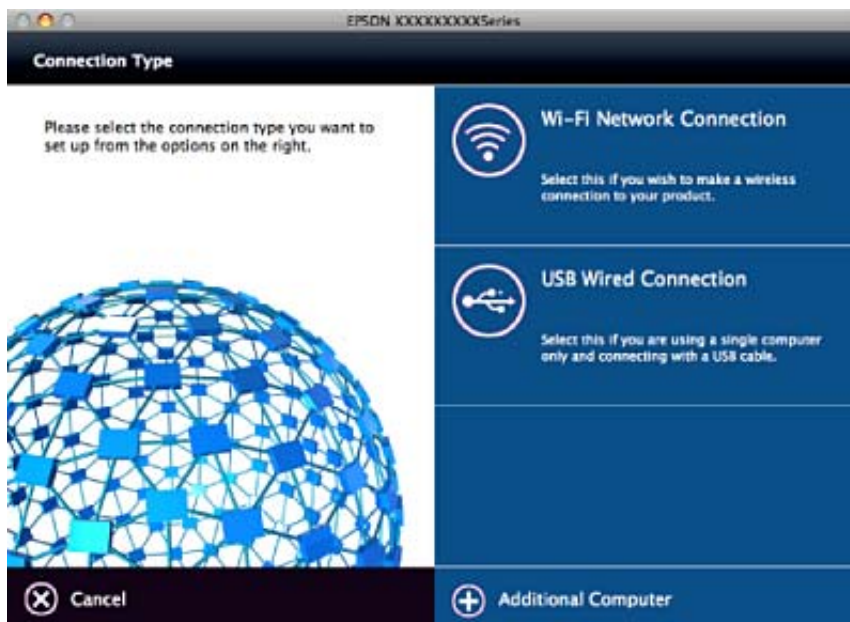 EPSON XXXXXXXXXSeries
Connection Type
Please select the connection type you want to
set up from the options on the right.
Wi-Fi Network Connection
Select this if you wish to make a wireless
connection to your product.
USB Wired Connection
Select this if you are using a single computer
only and connecting with a USB cable.
Cancel
Additional Computer